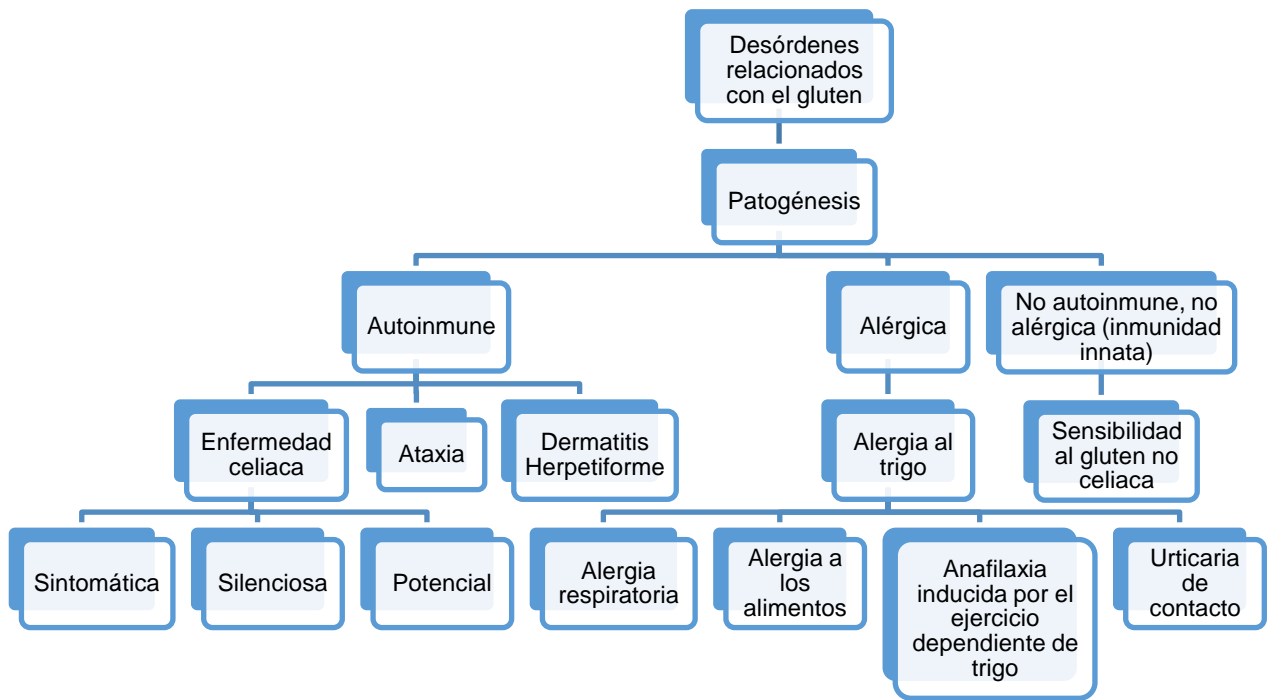 Desórdenes
relacionados
con el gluten
Patogénesis
Autoinmune
Alérgica
No autoinmune, no
alérgica (inmunidad
innata)
Enfermedad
celiaca
Ataxia
Dermatitis
Herpetiforme
Alergia al
trigo
Sensibilidad
al gluten no
celiaca
Sintomática
Silenciosa
Potencial
Alergia
respiratoria
Alergia a
los
alimentos
Anafilaxia
inducida por el
ejercicio
dependiente de
trigo
Urticaria
de
contacto